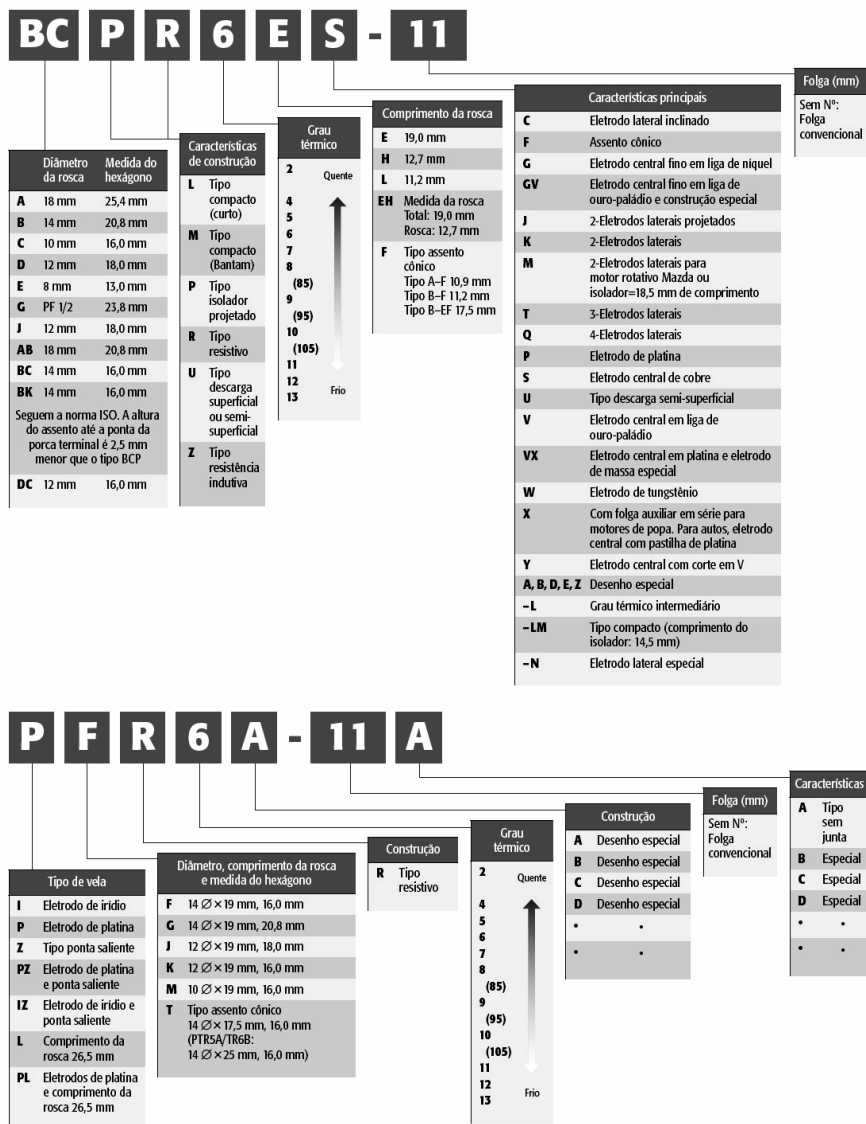 BC P R 6 E S - 11
Diâmetro da rosca Medida do hexágono
A 18 mm 25,4 mm
B 14 mm 20,8 mm
C 10 mm 16,0 mm
D 12 mm 18,0 mm
E 8 mm 13,0 mm
G PF 1/2 23,8 mm
J 12 mm 18,0 mm
AB 18 mm 20,8 mm
BC 14 mm 16,0 mm
BK 14 mm 16,0 mm
Seguem a norma ISO. A altura
do assento até a ponta da
porca terminal é 2,5 mm
menor que o tipo BCP
DC 12 mm 16,0 mm
Características
de construção
L Tipo
compacto
(curto)
M Tipo
compacto
(Bantam)
P Tipo
isolador
projetado
R Tipo
resistivo
U Tipo
descarga
superficial
ou semi-
superficial
Z Tipo
resistência
indutiva
Grau
térmico
2
Quente
4
5
6
7
8
(85)
9
(95)
10
(105)
11
12
13
Frio
Comprimento da rosca
E 19,0 mm
H 12,7 mm
L 11,2 mm
EH Medida da rosca
Total: 19,0 mm
Rosca: 12,7 mm
F Tipo assento
cônico
Tipo A–F 10,9 mm
Tipo B–F 11,2 mm
Tipo B–EF 17,5 mm
Características principais
C Eletrodo lateral inclinado
F Assento cônico
G Eletrodo central fino em liga de níquel
GV Eletrodo central fino em liga de
ouro-paládio e construção especial
J 2-Eletrodos laterais projetados
K 2-Eletrodos laterais
M 2-Eletrodos laterais para
motor rotativo Mazda ou
isolador=18,5 mm de comprimento
T 3-Eletrodos laterais
Q 4-Eletrodos laterais
P Eletrodo de platina
S Eletrodo central de cobre
U Tipo descarga semi-superficial
V Eletrodo central em liga de
ouro-paládio
VX Eletrodo central em platina e eletrodo
de massa especial
W Eletrodo de tungstênio
X Com folga auxiliar em série para
motores de popa. Para autos, eletrodo
central com pastilha de platina
Y Eletrodo central com corte em V
A, B, D, E, Z Desenho especial
–L Grau térmico intermediário
–LM Tipo compacto (comprimento do
isolador: 14,5 mm)
–N Eletrodo lateral especial
Folga (mm)
Sem Nº:
Folga
convencional
P F R 6 A - 11 A
Tipo de vela
I Eletrodo de irídio
P Eletrodo de platina
Z Tipo ponta saliente
PZ Eletrodo de platina
e ponta saliente
IZ Eletrodo de irídio e
ponta saliente
L Comprimento da
rosca 26,5 mm
PL Eletrodos de platina
e comprimento da
rosca 26,5 mm
Diâmetro, comprimento da rosca
e medida do hexágono
F 14 ∅ × 19 mm, 16,0 mm
G 14 ∅ × 19 mm, 20,8 mm
J 12 ∅ × 19 mm, 18,0 mm
K 12 ∅ × 19 mm, 16,0 mm
M 10 ∅ × 19 mm, 16,0 mm
T Tipo assento cônico
14 ∅ × 17,5 mm, 16,0 mm
(PTR5A/TR6B:
14 ∅ × 25 mm, 16,0 mm)
Construção
R Tipo
resistivo
Grau
térmico
2
Quente
4
5
6
7
8
(85)
9
(95)
10
(105)
11
12
13
Frio
Construção
A Desenho especial
B Desenho especial
C Desenho especial
D Desenho especial
• •
• •
Folga (mm)
Sem Nº:
Folga
convencional
Características
A Tipo
sem
junta
B Especial
C Especial
D Especial
• •
• •